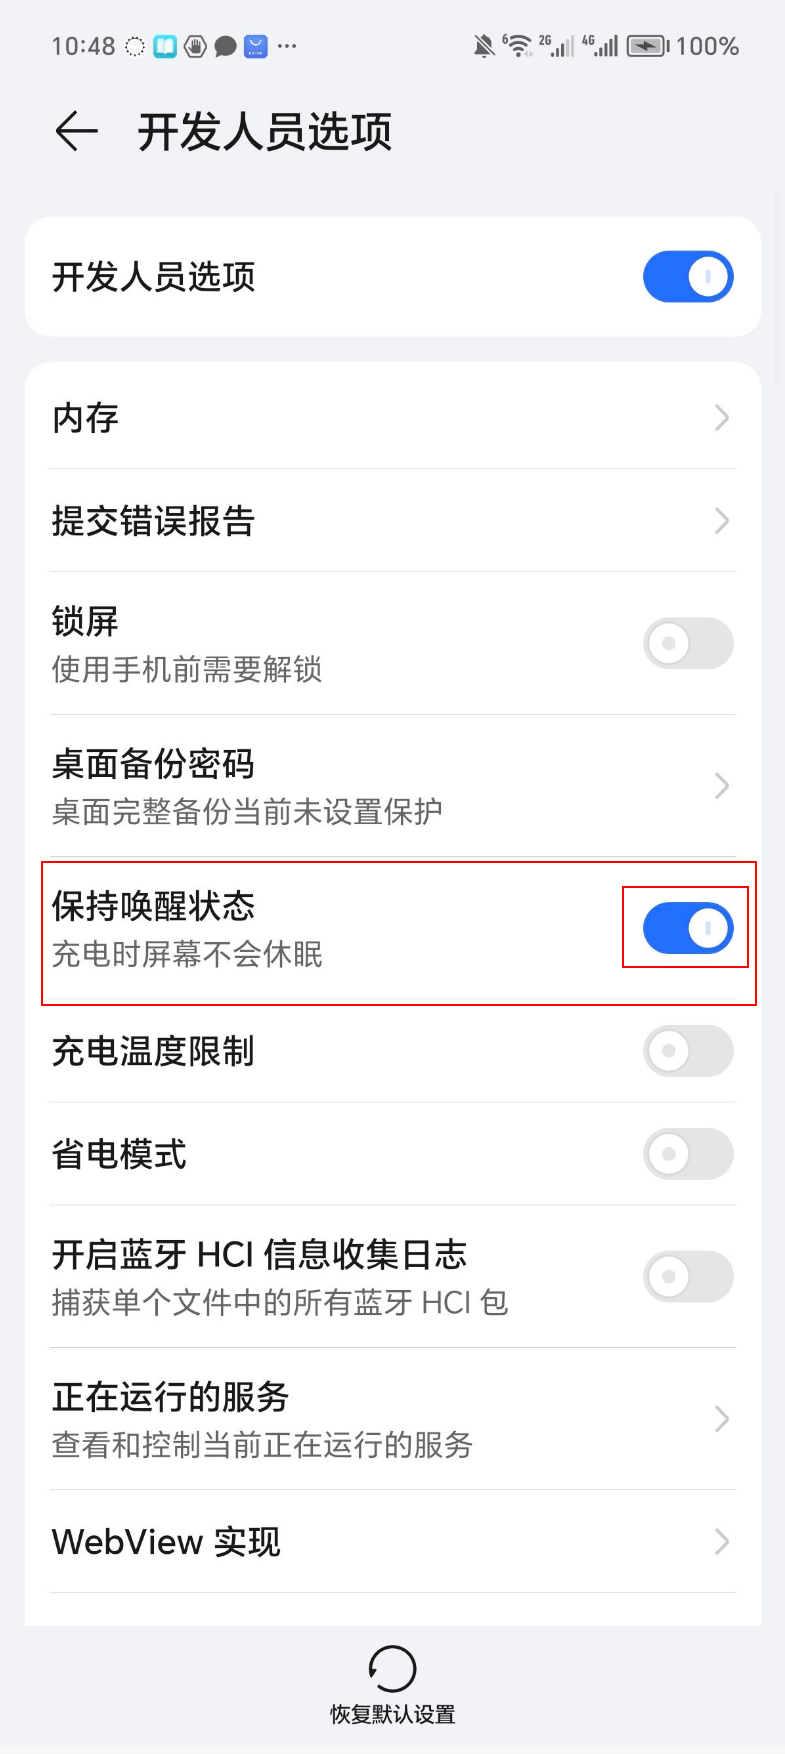 10:48 6 2G 4G 100%
开发人员选项
开发人员选项
内存
提交错误报告
锁屏
使用手机前需要解锁
桌面备份密码
桌面完整备份当前未设置保护
保持唤醒状态
充电时屏幕不会休眠
充电温度限制
省电模式
开启蓝牙 HCI 信息收集日志
捕获单个文件中的所有蓝牙 HCI 包
正在运行的服务
查看和控制当前正在运行的服务
WebView 实现
恢复默认设置